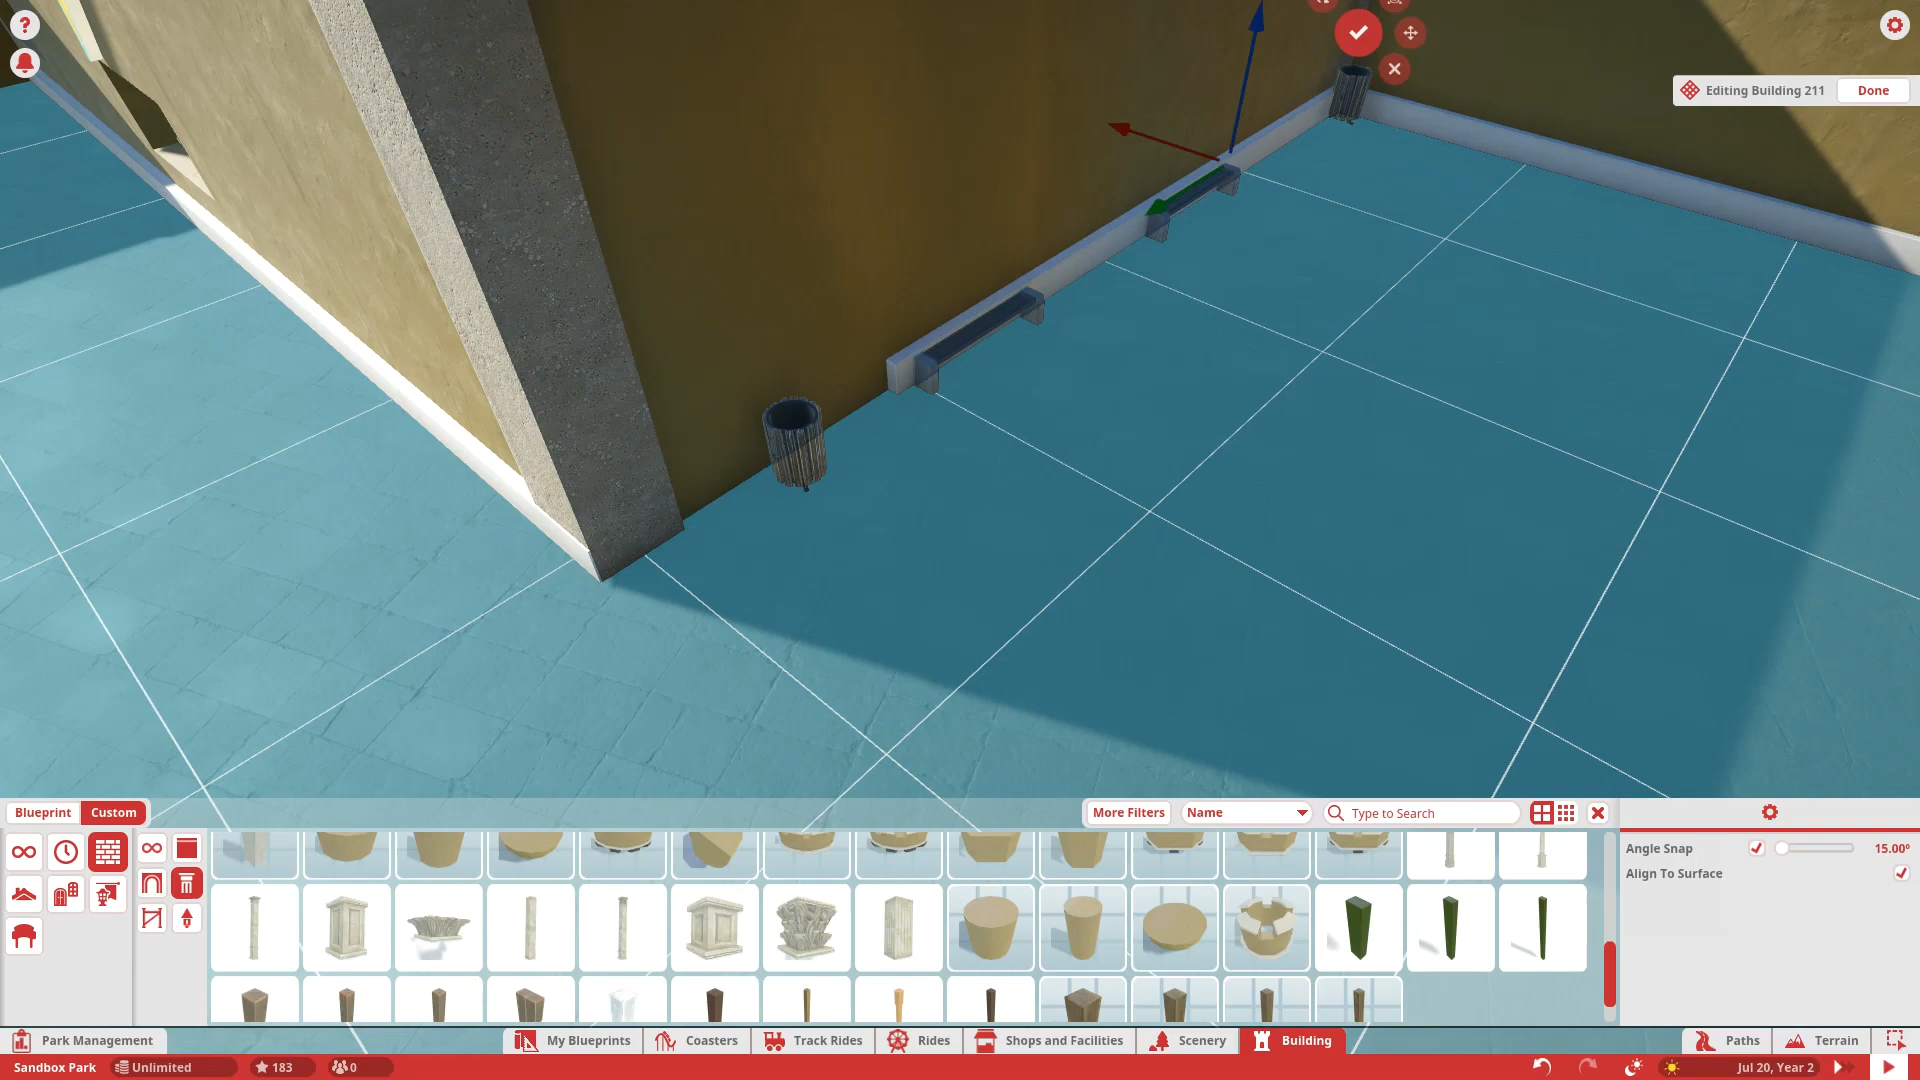 ?
Editing Building 211
Done
Blueprint
Custom
More Filters
Name
Type to Search
Angle Snap
15.00°
Align To Surface
Park Management
My Blueprints
Coasters
Track Rides
Rides
Shops and Facilities
Scenery
Building
Paths
Terrain
Sandbox Park
Unlimited
183
0
Jul 20, Year 2